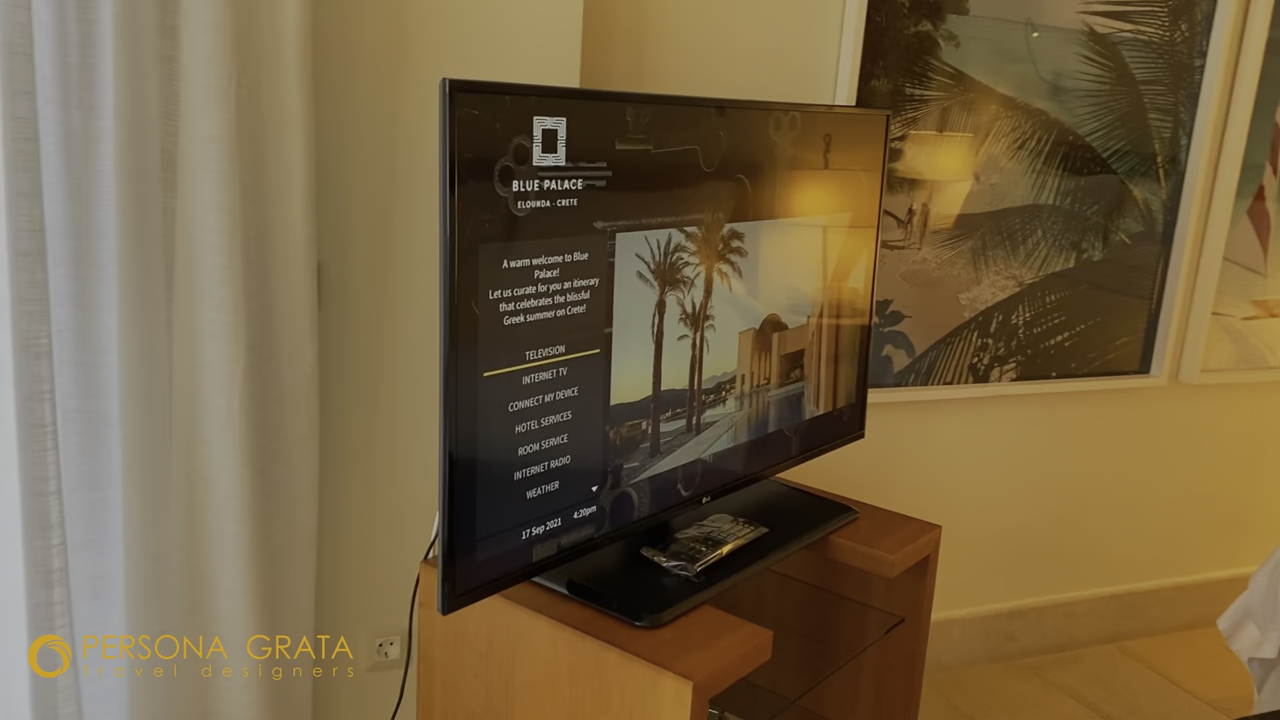 BLUE PALACE
ELOUNDA - CRETE
A warm welcome to Blue
Palace!
Let us curate for you an itinerary
that celebrates the blissful
Greek summer on Crete!
TELEVISION
INTERNET TV
CONNECT MY DEVICE
HOTEL SERVICES
ROOM SERVICE
INTERNET RADIO
WEATHER
17 Sep 2021 4:20pm
LG
PERSONA GRATA
travel designers